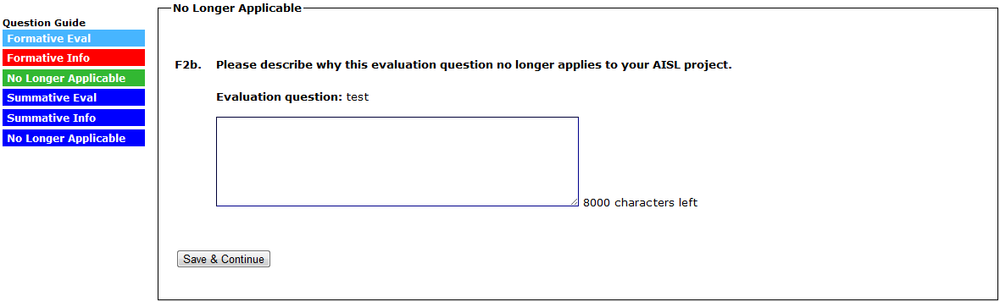 Question Guide
Formative Eval
Formative Info
No Longer Applicable
Summative Eval
Summative Info
No Longer Applicable
No Longer Applicable
F2b. Please describe why this evaluation question no longer applies to your AISL project.
Evaluation question: test
8000 characters left
Save & Continue